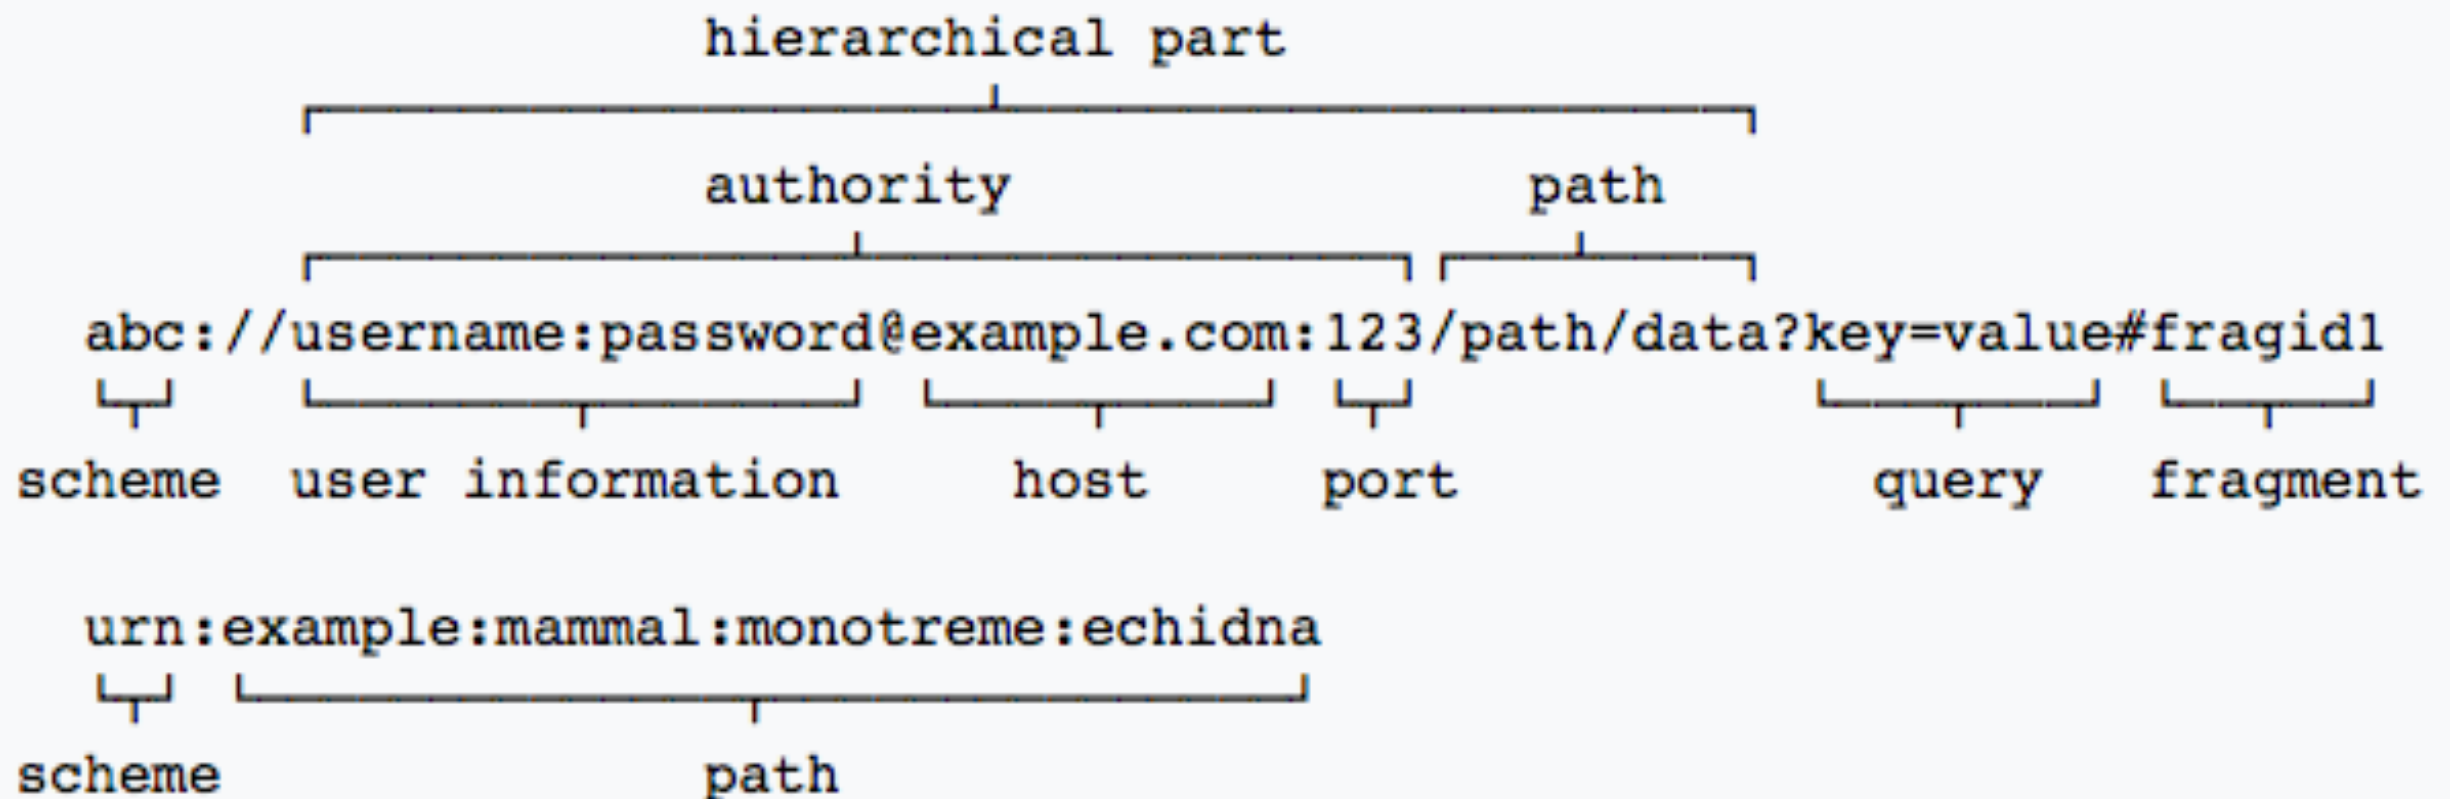 hierarchical part
authority path
abc://username:password@example.com:123/path/data?key=value#fragid1
scheme user information host port query fragment
urn:example:mammal:monotreme:echidna
scheme path